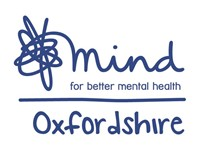 mind
for better mental health
Oxfordshire